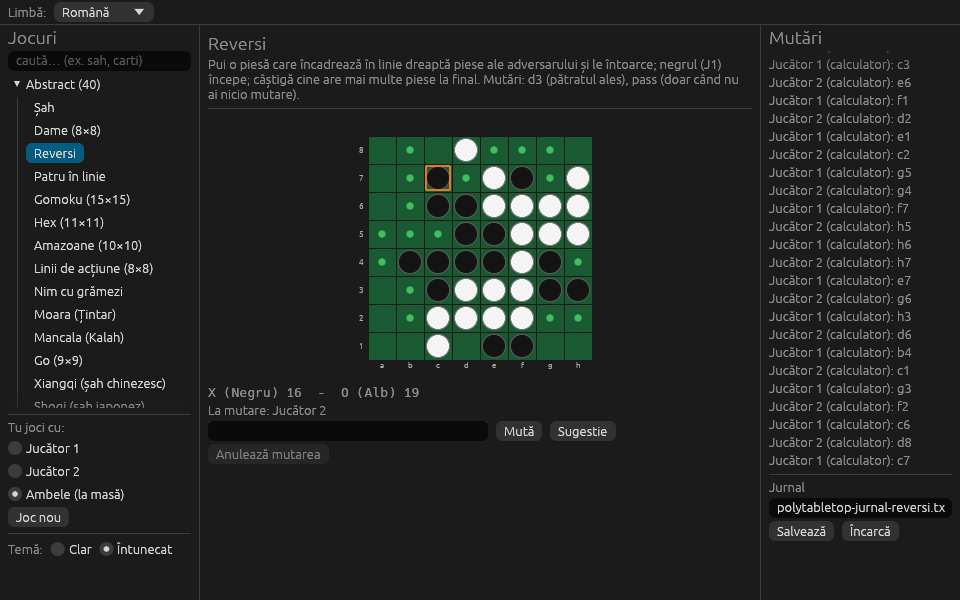 Limbă: Română
Jocuri
caută... (ex. sah, carti)
Abstract (40)
Șah
Dame (8×8)
Reversi
Patru în linie
Gomoku (15×15)
Hex (11×11)
Amazoane (10×10)
Linii de acțiune (8×8)
Nim cu grămezi
Moara (Țintar)
Mancala (Kalah)
Go (9×9)
Xiangqi (șah chinezesc)
Shogi (șah japonez)
Tu joci cu:
Jucător 1
Jucător 2
Ambele (la masă)
Joc nou
Temă: Clar Întunecat
Reversi
Pui o piesă care încadrează în linie dreaptă piese ale adversarului și le întoarce; negrul (J1)
începe; câștigă cine are mai multe piese la final. Mutări: d3 (pătratul ales), pass (doar când nu
ai nicio mutare).
8
7
6
5
4
3
2
1
a b c d e f g h
X (Negru) 16 - O (Alb) 19
La mutare: Jucător 2
Mută Sugestie
Anulează mutarea
Mutări
Jucător 1 (calculator): c3
Jucător 2 (calculator): e6
Jucător 1 (calculator): f1
Jucător 2 (calculator): d2
Jucător 1 (calculator): e1
Jucător 2 (calculator): c2
Jucător 1 (calculator): g5
Jucător 2 (calculator): g4
Jucător 1 (calculator): f7
Jucător 2 (calculator): h5
Jucător 1 (calculator): h6
Jucător 2 (calculator): h7
Jucător 1 (calculator): e7
Jucător 2 (calculator): g6
Jucător 1 (calculator): h3
Jucător 2 (calculator): d6
Jucător 1 (calculator): b4
Jucător 2 (calculator): c1
Jucător 1 (calculator): g3
Jucător 2 (calculator): f2
Jucător 1 (calculator): c6
Jucător 2 (calculator): d8
Jucător 1 (calculator): c7
Jurnal
polytabletop-jurnal-reversi.tx
Salvează Încarcă